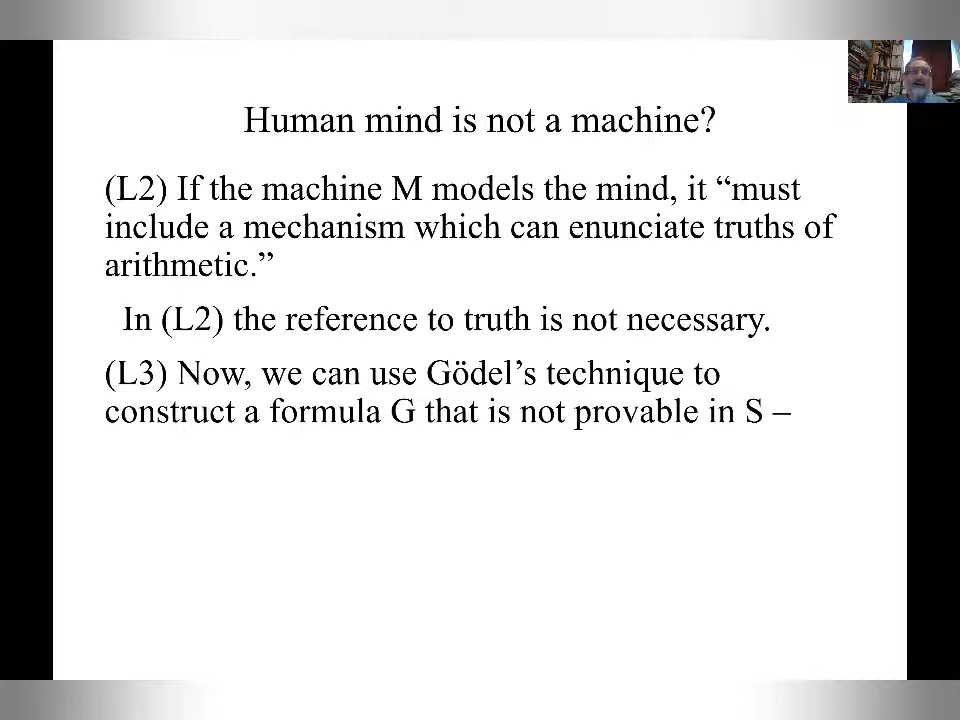 Human mind is not a machine?
(L2) If the machine M models the mind, it “must
include a mechanism which can enunciate truths of
arithmetic.”
In (L2) the reference to truth is not necessary.
(L3) Now, we can use Gödel’s technique to
construct a formula G that is not provable in S –